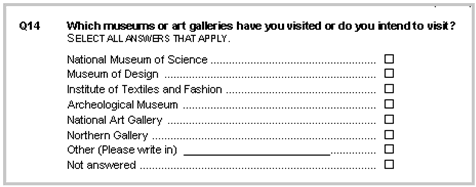 Q14 Which museums or art galleries have you visited or do you intend to visit?
SELECT ALL ANSWERS THAT APPLY.
National Museum of Science ☐
Museum of Design ☐
Institute of Textiles and Fashion ☐
Archeological Museum ☐
National Art Gallery ☐
Northern Gallery ☐
Other (Please write in) ☐
Not answered ☐